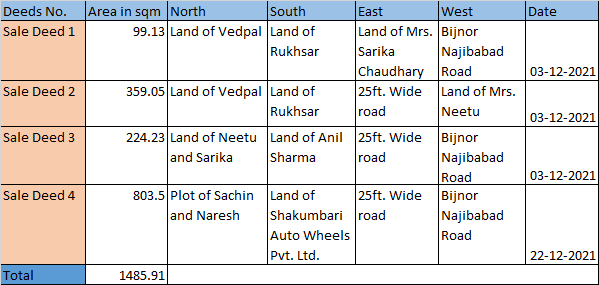 Deeds No. Area in sqm North South East West Date
Sale Deed 1 99.13 Land of Vedpal Land of Rukhsar Land of Mrs. Sarika Chaudhary Bijnor Najibabad Road 03-12-2021
Sale Deed 2 359.05 Land of Vedpal Land of Rukhsar 25ft. Wide road Land of Mrs. Neetu 03-12-2021
Sale Deed 3 224.23 Land of Neetu and Sarika Land of Anil Sharma 25ft. Wide road Bijnor Najibabad Road 03-12-2021
Sale Deed 4 803.5 Plot of Sachin and Naresh Land of Shakumbari Auto Wheels Pvt. Ltd. 25ft. Wide road Bijnor Najibabad Road 22-12-2021
Total 1485.91